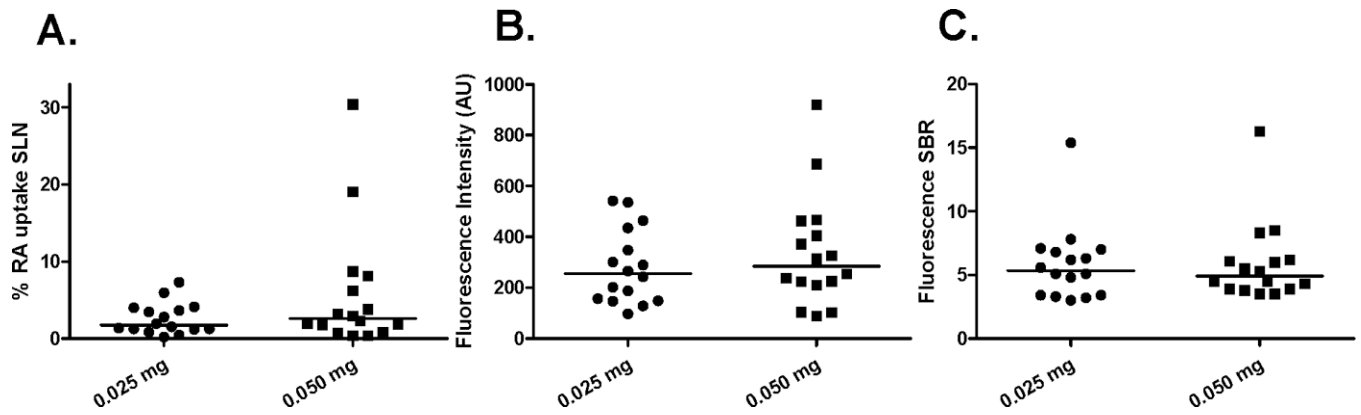 A.
% RA uptake SLN
30
20
10
0
0.025 mg
0.050 mg
B.
Fluorescence Intensity (AU)
1000
800
600
400
200
0
0.025 mg
0.050 mg
C.
Fluorescence SBR
20
15
10
5
0
0.025 mg
0.050 mg